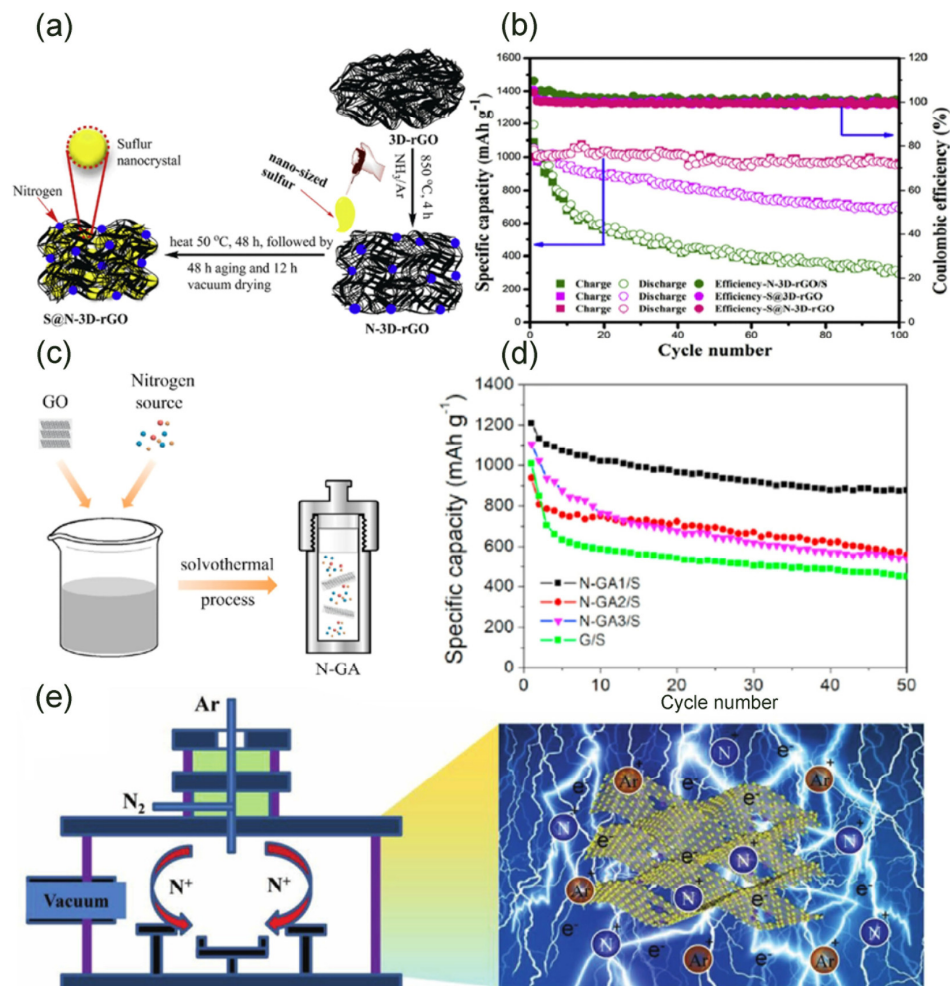 (a)
3D-rGO
Suflur
nanocrystal
Nitrogen
nano-sized
sulfur
850 °C, 4 h
NH3/Ar
heat 50 °C, 48 h, followed by
48 h aging and 12 h
vacuum drying
S@N-3D-rGO
N-3D-rGO
(b)
Specific capacity (mAh g-1)
1600
1400
1200
1000
800
600
400
200
0
120
100
80
60
40
20
0
Coulombic efficiency (%)
Charge Discharge Efficiency-N-3D-rGO/S
Charge Discharge Efficiency-S@3D-rGO
Charge Discharge Efficiency-S@N-3D-rGO
0 20 40 60 80 100
Cycle number
(c)
GO
Nitrogen
source
solvothermal
process
N-GA
(d)
Specific capacity (mAh g-1)
1400
1200
1000
800
600
400
200
0
N-GA1/S
N-GA2/S
N-GA3/S
G/S
0 10 20 30 40 50
Cycle number
(e)
Ar
N2
N+ N+
Vacuum
N+
Ar+ e- e- Ar+
e-
N+ e- N+
e- N+
Ar+ N+ e-
e- e-
N+ e- Ar+ Ar+ N+